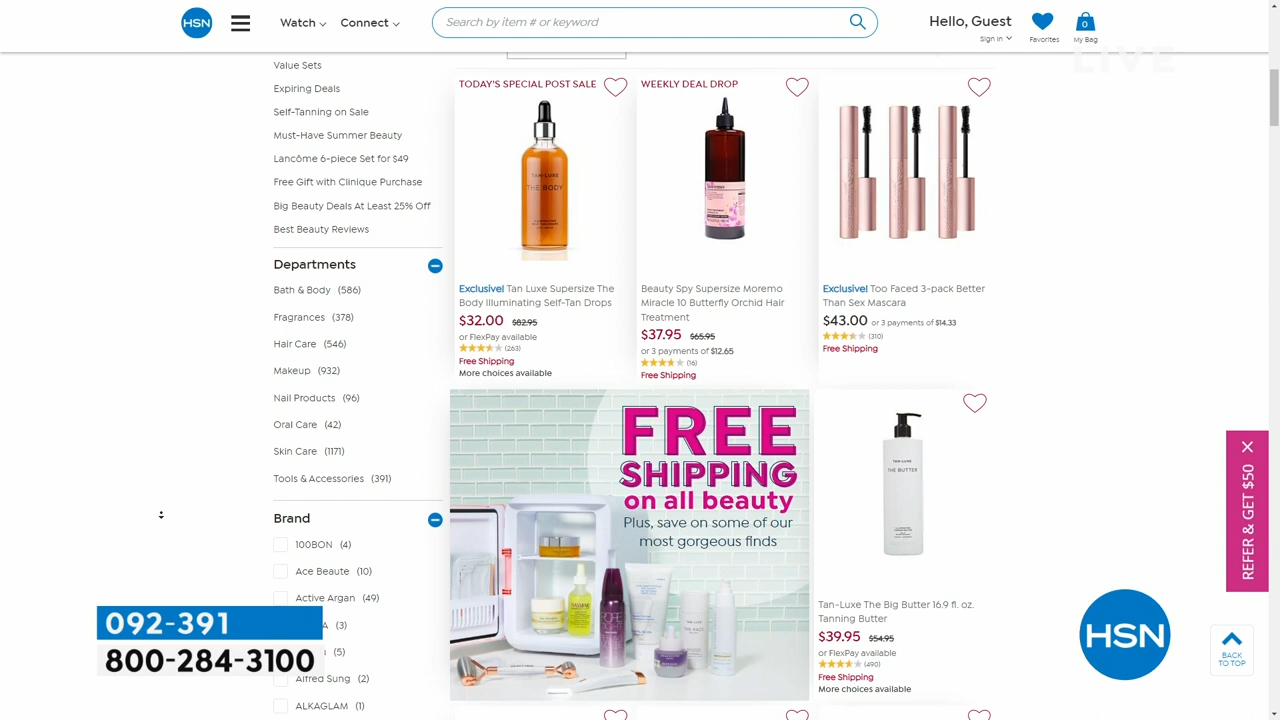 HSN
Watch
Connect
Search by item # or keyword
Hello, Guest
Sign In
Favorites
0
My Bag
LIVE
Value Sets
Expiring Deals
Self-Tanning on Sale
Must-Have Summer Beauty
Lancôme 6-piece Set for $49
Free Gift with Clinique Purchase
Big Beauty Deals At Least 25% Off
Best Beauty Reviews
Departments
Bath & Body (586)
Fragrances (378)
Hair Care (546)
Makeup (932)
Nail Products (96)
Oral Care (42)
Skin Care (1171)
Tools & Accessories (391)
Brand
100BON (4)
Ace Beaute (10)
Active Argan (49)
A (3)
(5)
Alfred Sung (2)
ALKAGLAM (1)
092-391
800-284-3100
TODAY'S SPECIAL POST SALE
TAN-LUXE
THE BODY
Exclusive! Tan Luxe Supersize The
Body Illuminating Self-Tan Drops
$32.00 $82.95
or FlexPay available
(263)
Free Shipping
More choices available
WEEKLY DEAL DROP
Beauty Spy Supersize Moremo
Miracle 10 Butterfly Orchid Hair
Treatment
$37.95 $65.95
or 3 payments of $12.65
(16)
Free Shipping
Exclusive! Too Faced 3-pack Better
Than Sex Mascara
$43.00 or 3 payments of $14.33
(310)
Free Shipping
FREE
SHIPPING
on all beauty
Plus, save on some of our
most gorgeous finds
TAN-LUXE
THE BUTTER
Tan-Luxe The Big Butter 16.9 fl. oz.
Tanning Butter
$39.95 $54.95
or FlexPay available
(490)
Free Shipping
More choices available
REFER & GET $50
HSN
BACK
TO TOP